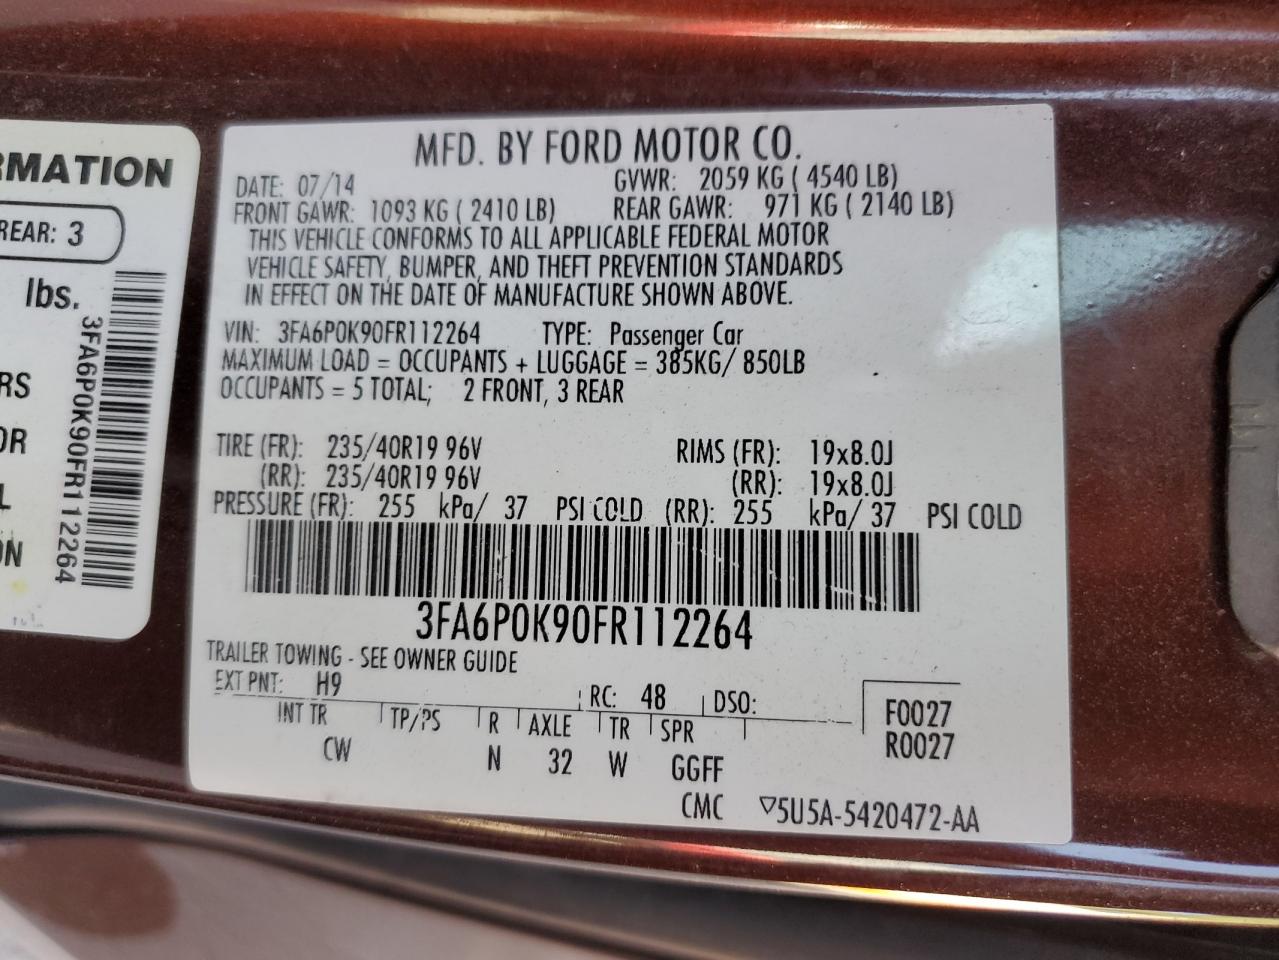 RMATION
REAR: 3
lbs.
RS
OR
L
ON
3FA6P0K90FR112264
MFD. BY FORD MOTOR CO.
DATE: 07/14 GVWR: 2059 KG ( 4540 LB)
FRONT GAWR: 1093 KG ( 2410 LB) REAR GAWR: 971 KG ( 2140 LB)
THIS VEHICLE CONFORMS TO ALL APPLICABLE FEDERAL MOTOR
VEHICLE SAFETY, BUMPER, AND THEFT PREVENTION STANDARDS
IN EFFECT ON THE DATE OF MANUFACTURE SHOWN ABOVE.
VIN: 3FA6P0K90FR112264 TYPE: Passenger Car
MAXIMUM LOAD = OCCUPANTS + LUGGAGE = 385KG/ 850LB
OCCUPANTS = 5 TOTAL; 2 FRONT, 3 REAR
TIRE (FR): 235/40R19 96V RIMS (FR): 19x8.0J
(RR): 235/40R19 96V (RR): 19x8.0J
PRESSURE (FR): 255 kPa/ 37 PSI COLD (RR): 255 kPa/ 37 PSI COLD
3FA6P0K90FR112264
TRAILER TOWING - SEE OWNER GUIDE
EXT PNT: H9 RC: 48 DSO: F0027
INT TR TP/PS R AXLE TR SPR R0027
CW N 32 W GGFF
CMC ▽5U5A-5420472-AA